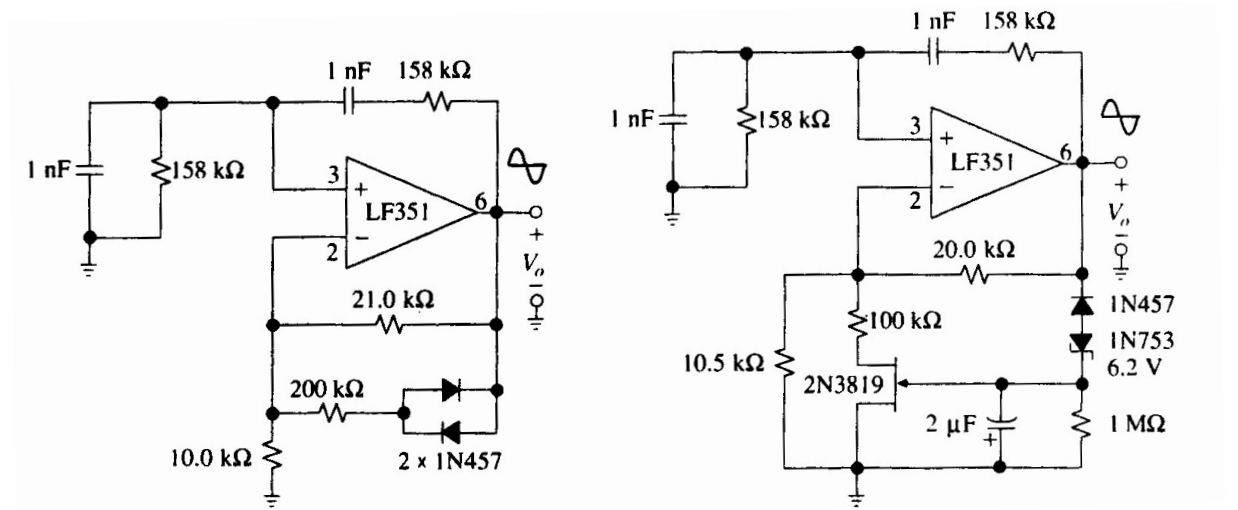 1 nF 158 kΩ
1 nF
158 kΩ
3
+
LF351
6
−
2
+
Vo
−
21.0 kΩ
200 kΩ
10.0 kΩ
2 × 1N457
1 nF 158 kΩ
1 nF
158 kΩ
3
+
LF351
6
−
2
+
Vo
−
20.0 kΩ
100 kΩ
1N457
1N753
6.2 V
10.5 kΩ
2N3819
2 µF
+
1 MΩ